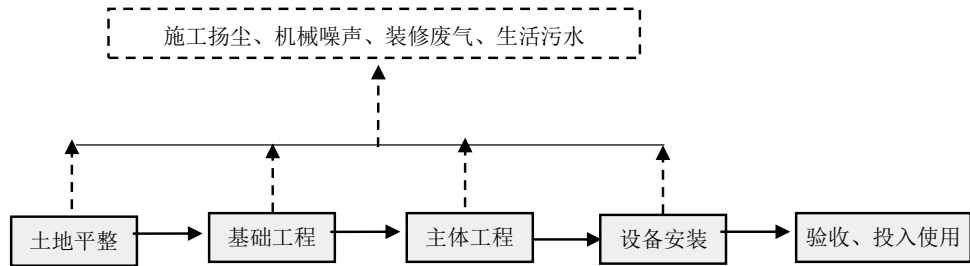 施工扬尘、机械噪声、装修废气、生活污水
土地平整
基础工程
主体工程
设备安装
验收、投入使用